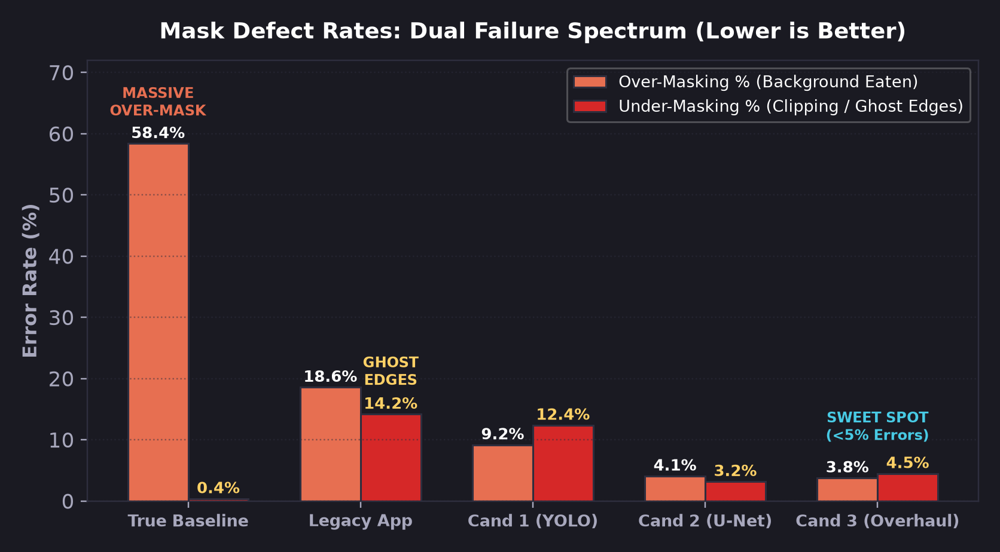 Mask Defect Rates: Dual Failure Spectrum (Lower is Better)
Over-Masking % (Background Eaten)
Under-Masking % (Clipping / Ghost Edges)
Error Rate (%)
70
60
50
40
30
20
10
0
MASSIVE
OVER-MASK
58.4%
0.4%
18.6%
GHOST
EDGES
14.2%
9.2%
12.4%
4.1%
3.2%
SWEET SPOT
(<5% Errors)
3.8%
4.5%
True Baseline
Legacy App
Cand 1 (YOLO)
Cand 2 (U-Net)
Cand 3 (Overhaul)